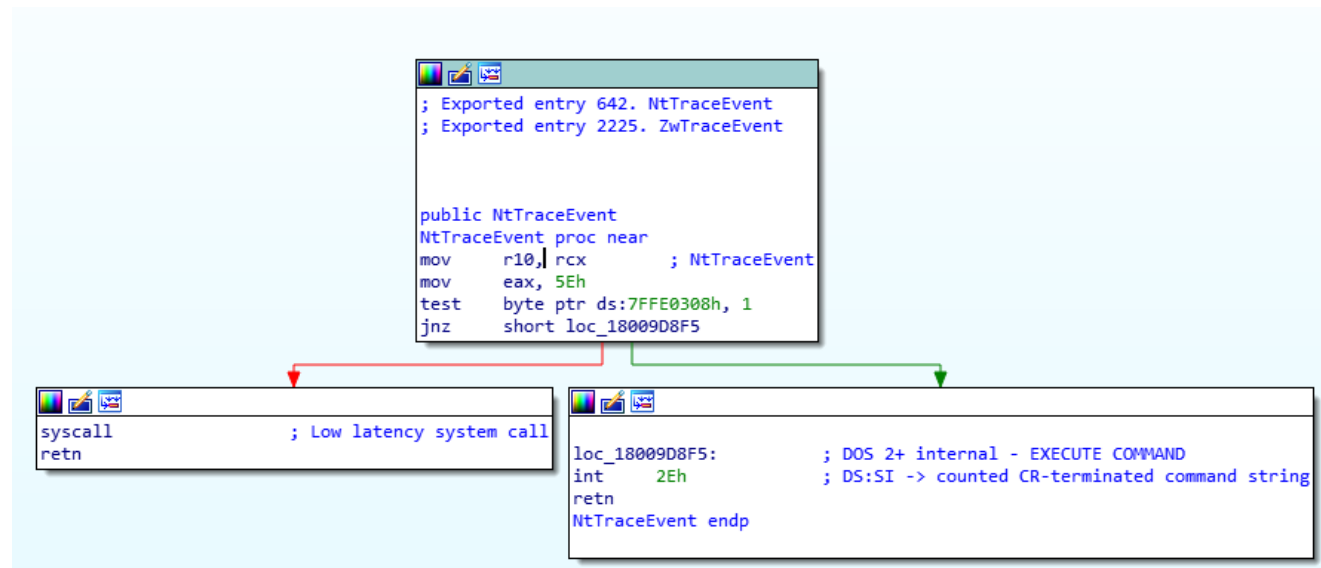 ; Exported entry 642. NtTraceEvent
; Exported entry 2225. ZwTraceEvent
public NtTraceEvent
NtTraceEvent proc near
mov r10, rcx ; NtTraceEvent
mov eax, 5Eh
test byte ptr ds:7FFE0308h, 1
jnz short loc_18009D8F5
syscall ; Low latency system call
retn
loc_18009D8F5: ; DOS 2+ internal - EXECUTE COMMAND
int 2Eh ; DS:SI -> counted CR-terminated command string
retn
NtTraceEvent endp